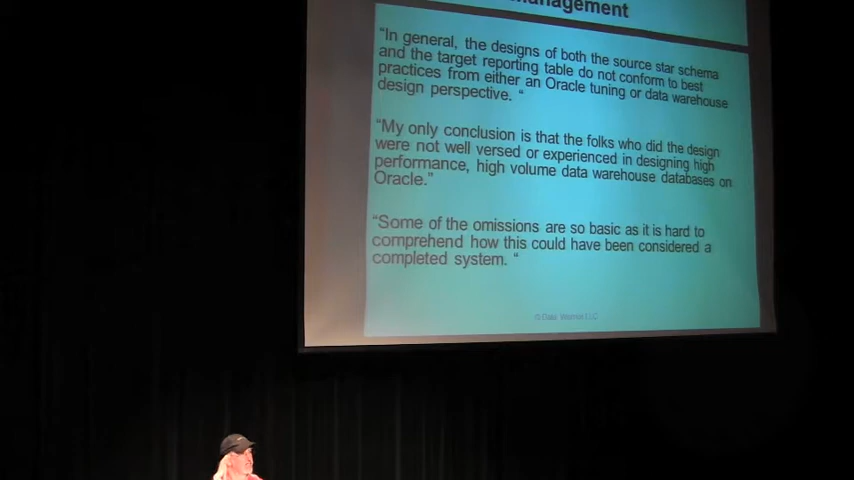 management
"In general, the designs of both the source star schema
and the target reporting table do not conform to best
practices from either an Oracle tuning or data warehouse
design perspective. "
"My only conclusion is that the folks who did the design
were not well versed or experienced in designing high
performance, high volume data warehouse databases on
Oracle."
"Some of the omissions are so basic as it is hard to
comprehend how this could have been considered a
completed system. "
© Data Warrior LLC